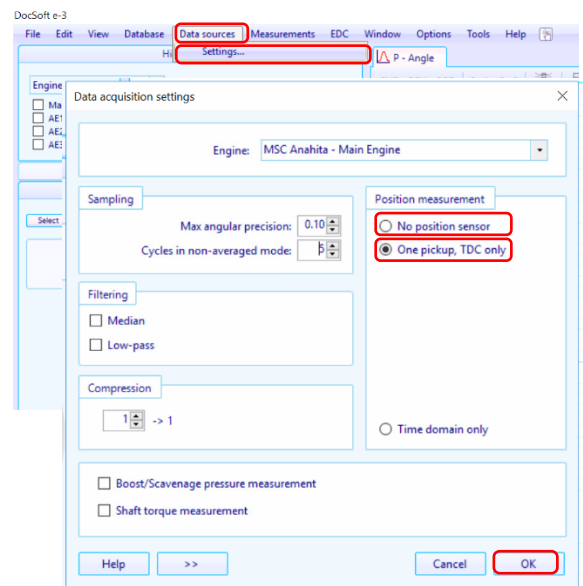 DocSoft e-3
File Edit View Database Data sources Measurements EDC Window Options Tools Help
Hi Settings... P - Angle
Engine
Ma
AE1
AE2
AE3
Select
Data acquisition settings
Engine: MSC Anahita - Main Engine
Sampling
Max angular precision: 0.10
Cycles in non-averaged mode: 5
Position measurement
No position sensor
One pickup, TDC only
Filtering
Median
Low-pass
Compression
1 -> 1
Time domain only
Boost/Scavenage pressure measurement
Shaft torque measurement
Help >> Cancel OK